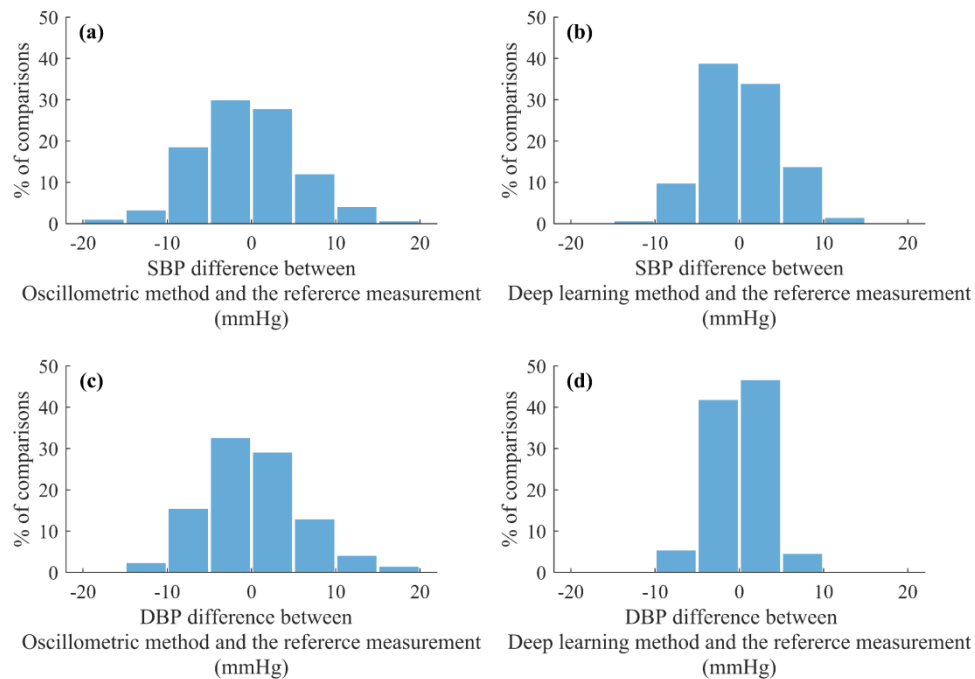 (a)
50
40
30
20
10
0
% of comparisons
-20 -10 0 10 20
SBP difference between
Oscillometric method and the refererce measurement
(mmHg)
(b)
50
40
30
20
10
0
% of comparisons
-20 -10 0 10 20
SBP difference between
Deep learning method and the refererce measurement
(mmHg)
(c)
50
40
30
20
10
0
% of comparisons
-20 -10 0 10 20
DBP difference between
Oscillometric method and the refererce measurement
(mmHg)
(d)
50
40
30
20
10
0
% of comparisons
-20 -10 0 10 20
DBP difference between
Deep learning method and the refererce measurement
(mmHg)